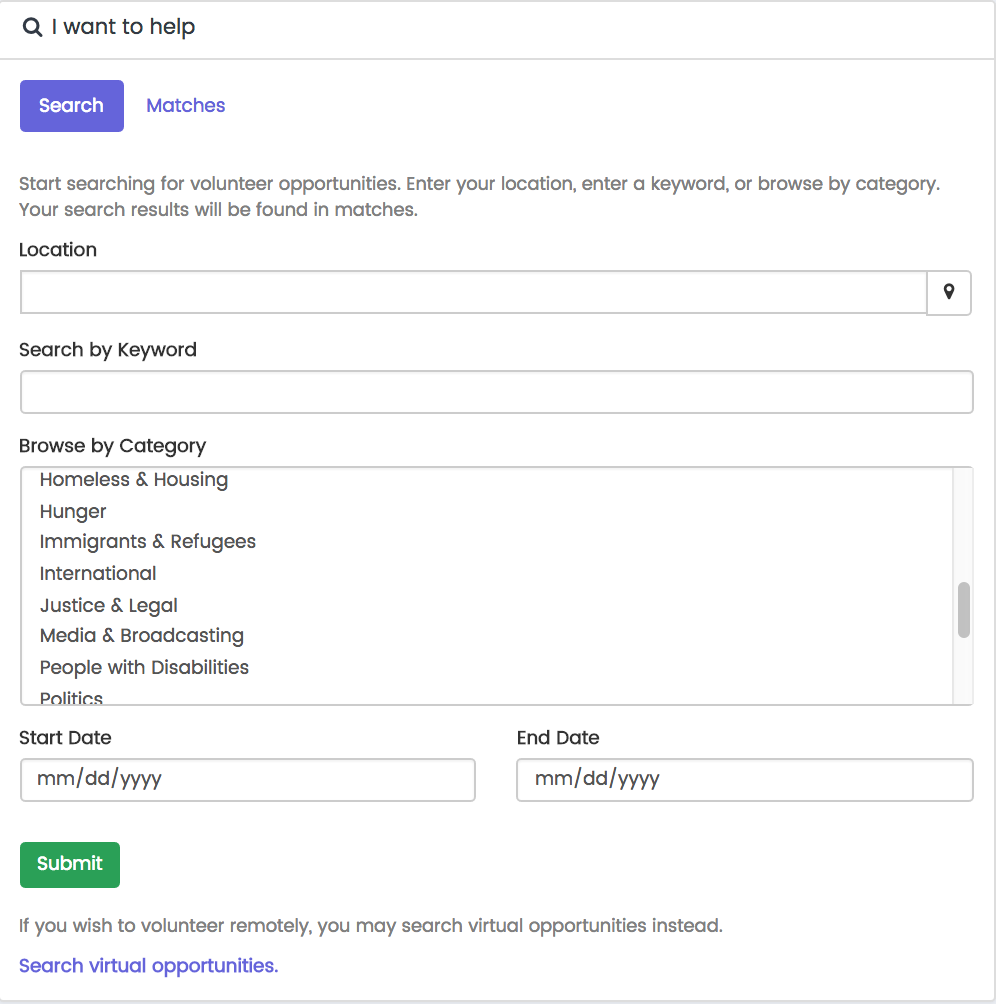 I want to help
Search
Matches
Start searching for volunteer opportunities. Enter your location, enter a keyword, or browse by category.
Your search results will be found in matches.
Location
Search by Keyword
Browse by Category
Homeless & Housing
Hunger
Immigrants & Refugees
International
Justice & Legal
Media & Broadcasting
People with Disabilities
Politics
Start Date
End Date
mm/dd/yyyy
mm/dd/yyyy
Submit
If you wish to volunteer remotely, you may search virtual opportunities instead.
Search virtual opportunities.